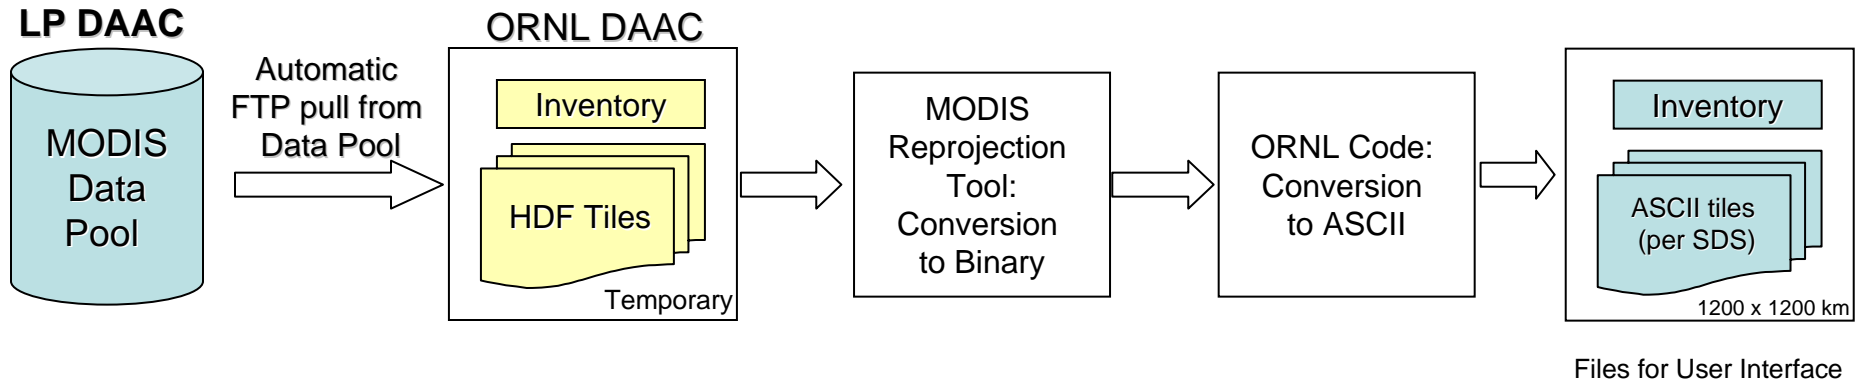 LP DAAC
MODIS
Data
Pool
Automatic
FTP pull from
Data Pool
ORNL DAAC
Inventory
HDF Tiles
Temporary
MODIS
Reprojection
Tool:
Conversion
to Binary
ORNL Code:
Conversion
to ASCII
Inventory
ASCII tiles
(per SDS)
1200 x 1200 km
Files for User Interface